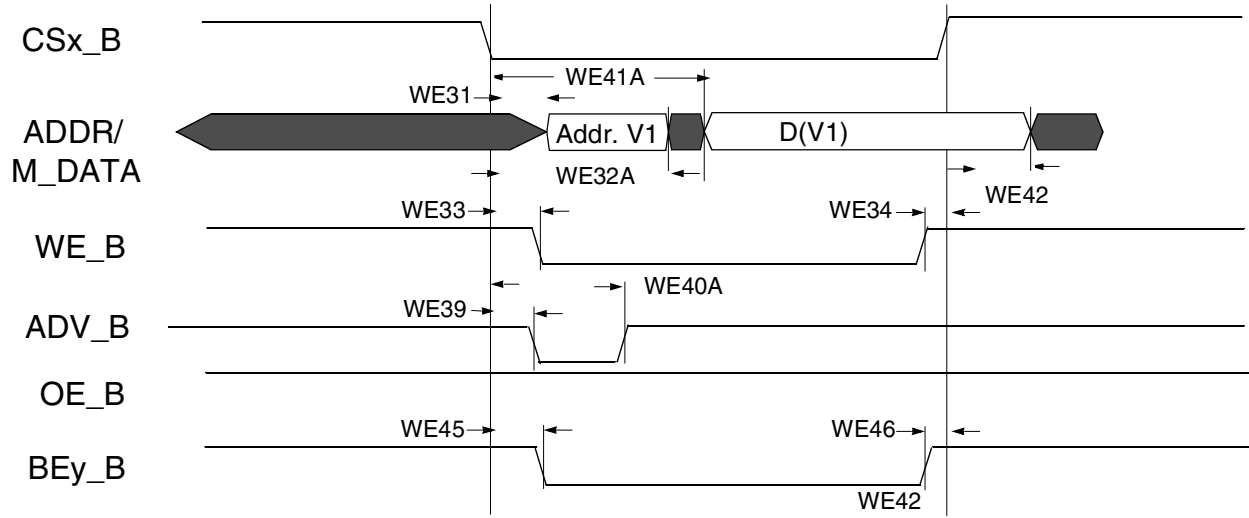 CSx_B
WE41A
WE31
ADDR/
M_DATA
Addr. V1
D(V1)
WE32A
WE42
WE33
WE34
WE_B
WE40A
WE39
ADV_B
OE_B
WE45
WE46
BEy_B
WE42